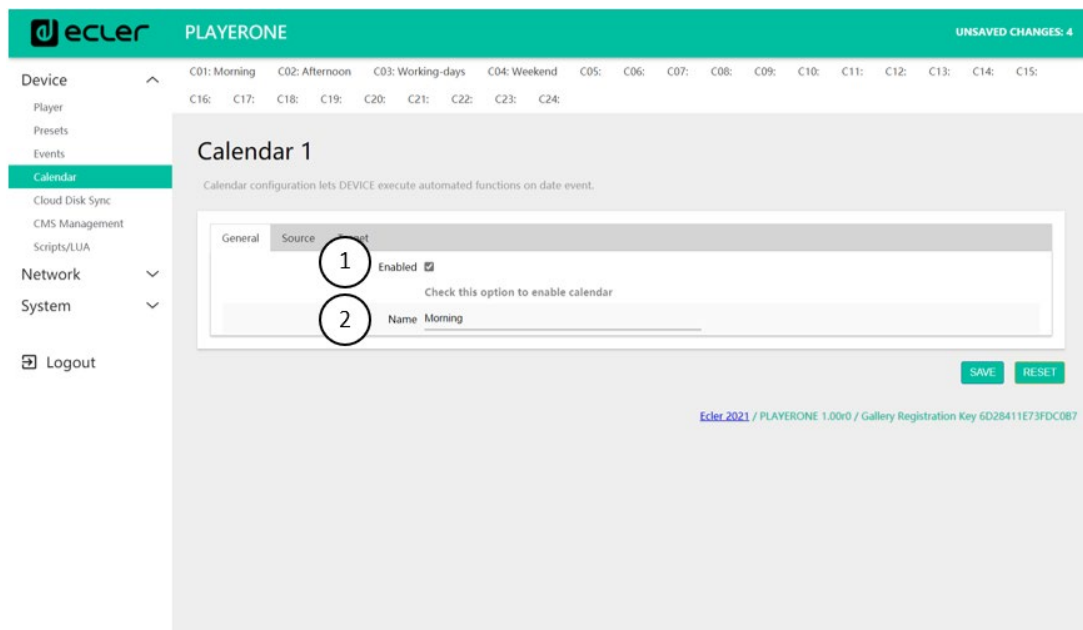 ecler PLAYERONE UNSAVED CHANGES: 4
Device
Player
Presets
Events
Calendar
Cloud Disk Sync
CMS Management
Scripts/LUA
Network
System
Logout
C01: Morning C02: Afternoon C03: Working-days C04: Weekend C05: C06: C07: C08: C09: C10: C11: C12: C13: C14: C15:
C16: C17: C18: C19: C20: C21: C22: C23: C24:
Calendar 1
Calendar configuration lets DEVICE execute automated functions on date event.
General Source
1 Enabled
Check this option to enable calendar
2 Name Morning
SAVE RESET
Ecler 2021 / PLAYERONE 1.00r0 / Gallery Registration Key 6D28411E73FDC0B7